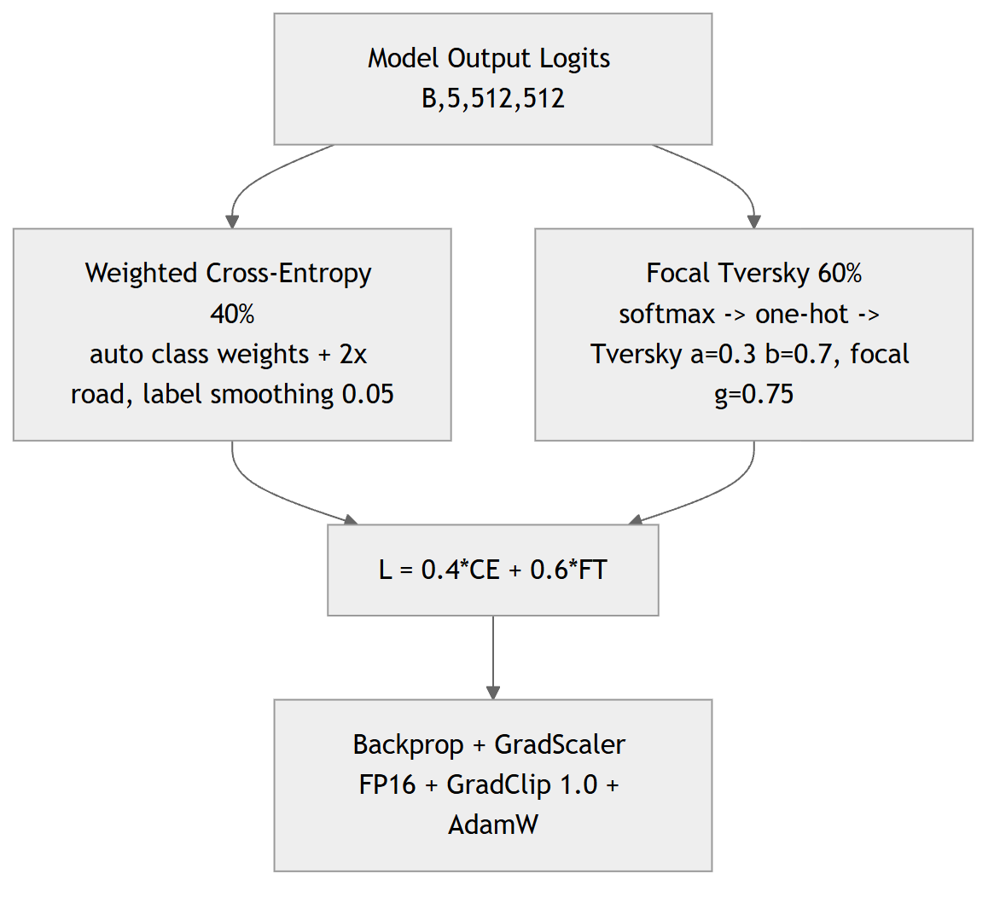 Model Output Logits
B,5,512,512
Weighted Cross-Entropy
40%
auto class weights + 2x
road, label smoothing 0.05
Focal Tversky 60%
softmax -> one-hot ->
Tversky a=0.3 b=0.7, focal
g=0.75
L = 0.4*CE + 0.6*FT
Backprop + GradScaler
FP16 + GradClip 1.0 +
AdamW